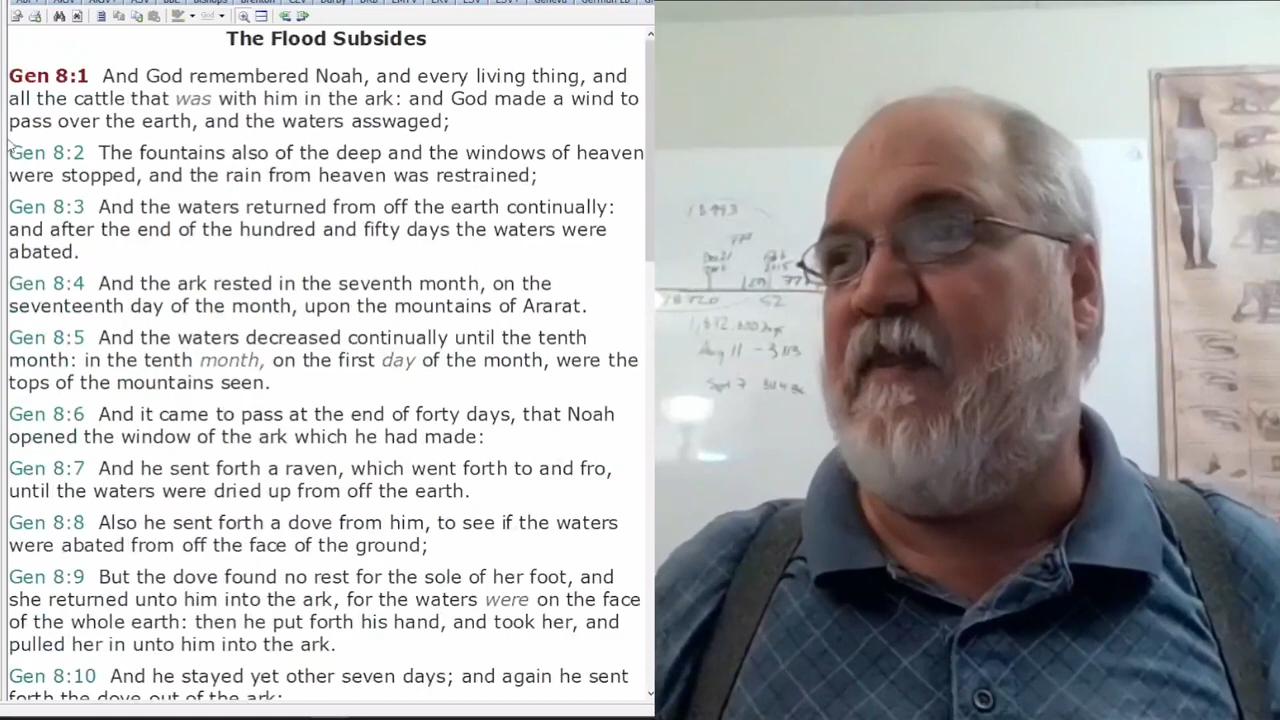 The Flood Subsides
Gen 8:1 And God remembered Noah, and every living thing, and
all the cattle that was with him in the ark: and God made a wind to
pass over the earth, and the waters asswaged;
Gen 8:2 The fountains also of the deep and the windows of heaven
were stopped, and the rain from heaven was restrained;
Gen 8:3 And the waters returned from off the earth continually:
and after the end of the hundred and fifty days the waters were
abated.
Gen 8:4 And the ark rested in the seventh month, on the
seventeenth day of the month, upon the mountains of Ararat.
Gen 8:5 And the waters decreased continually until the tenth
month: in the tenth month, on the first day of the month, were the
tops of the mountains seen.
Gen 8:6 And it came to pass at the end of forty days, that Noah
opened the window of the ark which he had made:
Gen 8:7 And he sent forth a raven, which went forth to and fro,
until the waters were dried up from off the earth.
Gen 8:8 Also he sent forth a dove from him, to see if the waters
were abated from off the face of the ground;
Gen 8:9 But the dove found no rest for the sole of her foot, and
she returned unto him into the ark, for the waters were on the face
of the whole earth: then he put forth his hand, and took her, and
pulled her in unto him into the ark.
Gen 8:10 And he stayed yet other seven days; and again he sent
forth the dove out of the ark;
52
Aug 11
Sept 7